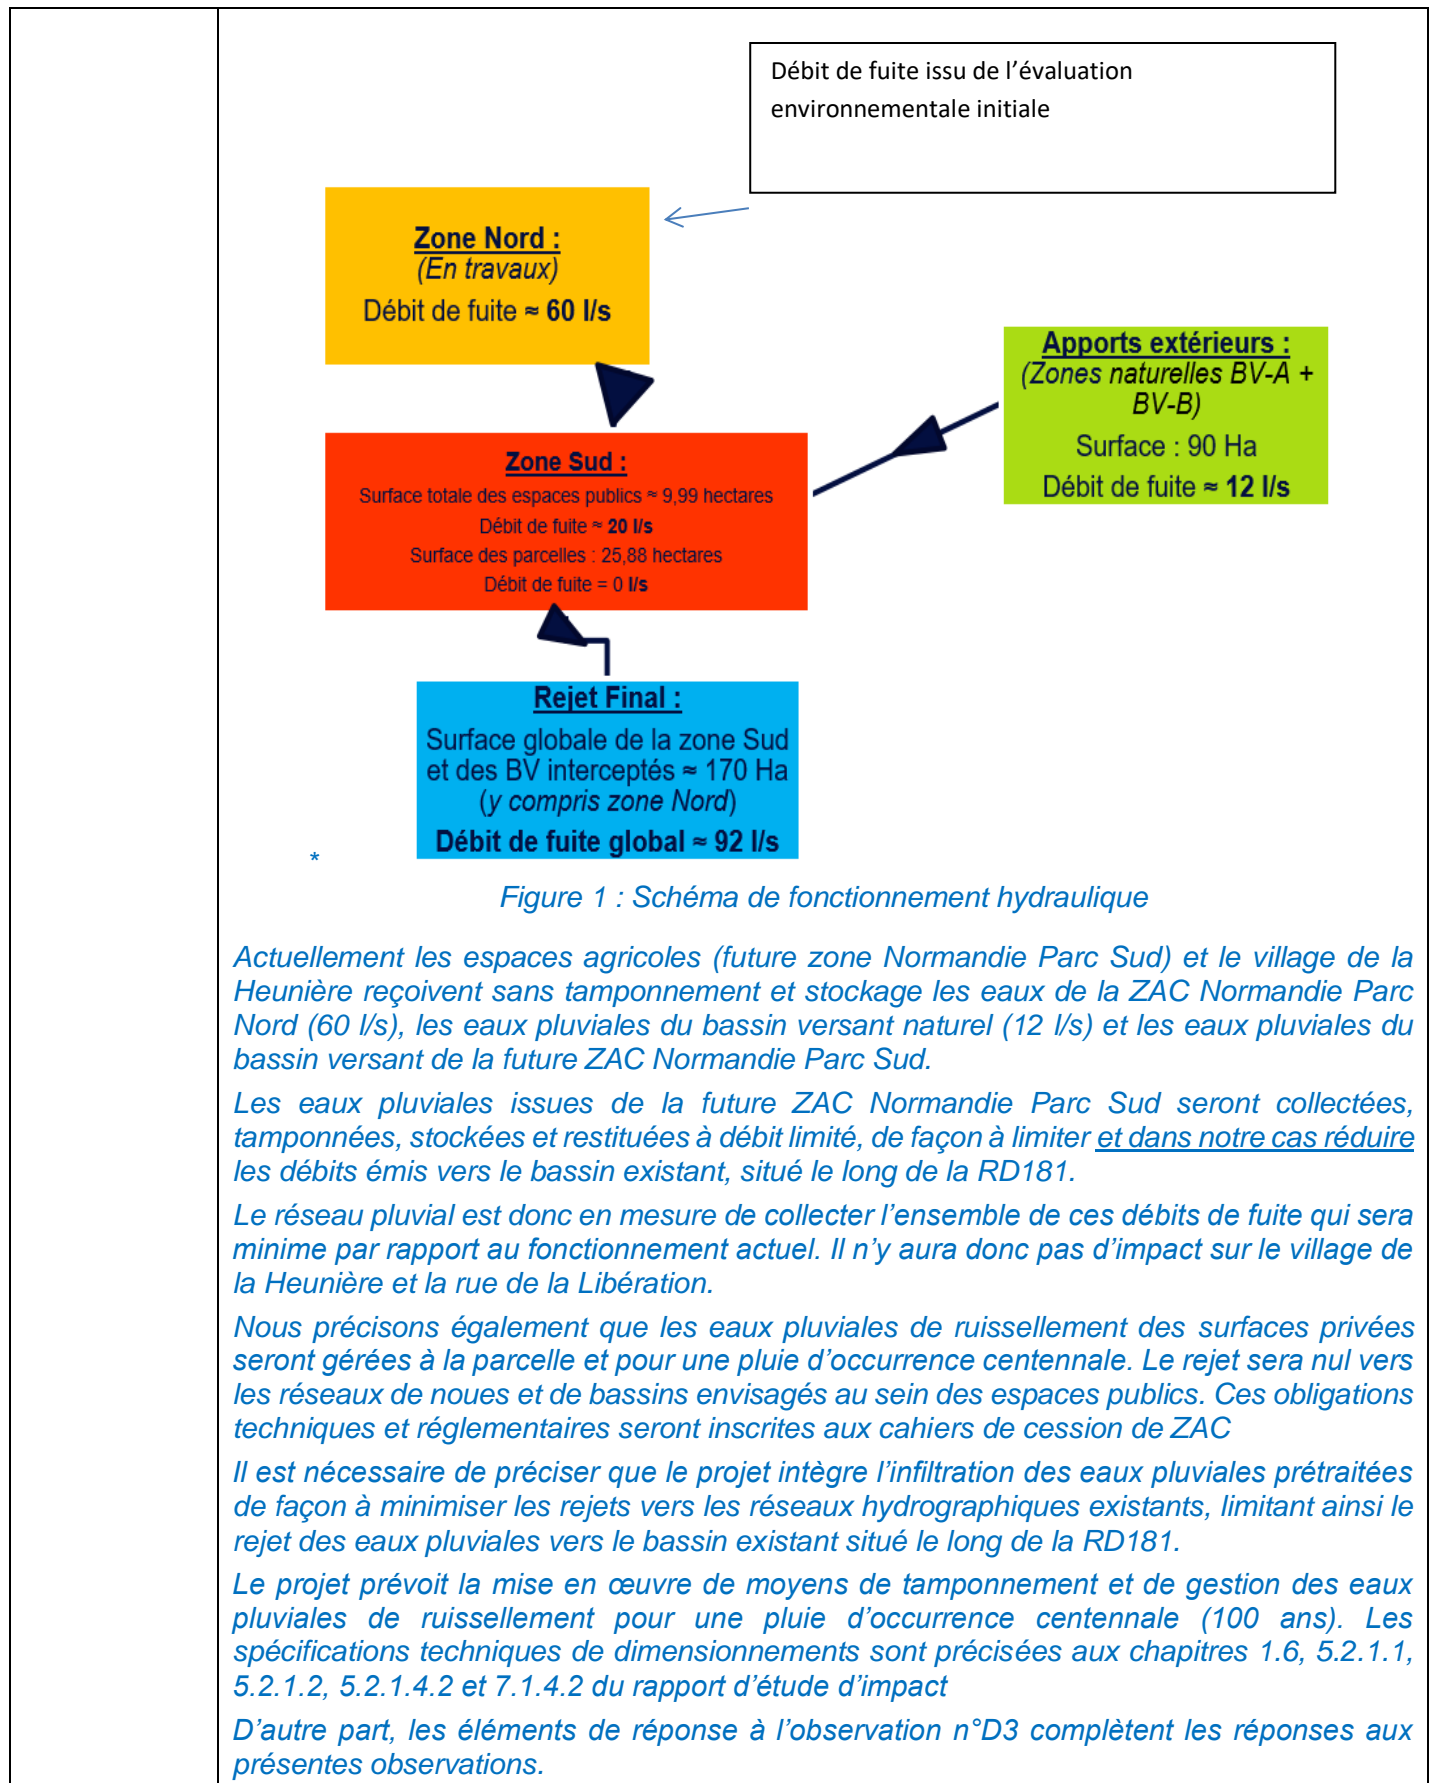 Débit de fuite issu de l’évaluation
environnementale initiale
Zone Nord :
(En travaux)
Débit de fuite ≈ 60 l/s
Apports extérieurs :
(Zones naturelles BV-A +
BV-B)
Surface : 90 Ha
Débit de fuite ≈ 12 l/s
Zone Sud :
Surface totale des espaces publics ≈ 9,99 hectares
Débit de fuite ≈ 20 l/s
Surface des parcelles : 25,88 hectares
Débit de fuite = 0 l/s
Rejet Final :
Surface globale de la zone Sud
et des BV interceptés ≈ 170 Ha
(y compris zone Nord)
Débit de fuite global ≈ 92 l/s
*
Figure 1 : Schéma de fonctionnement hydraulique
Actuellement les espaces agricoles (future zone Normandie Parc Sud) et le village de la
Heunière reçoivent sans tamponnement et stockage les eaux de la ZAC Normandie Parc
Nord (60 l/s), les eaux pluviales du bassin versant naturel (12 l/s) et les eaux pluviales du
bassin versant de la future ZAC Normandie Parc Sud.
Les eaux pluviales issues de la future ZAC Normandie Parc Sud seront collectées,
tamponnées, stockées et restituées à débit limité, de façon à limiter et dans notre cas réduire
les débits émis vers le bassin existant, situé le long de la RD181.
Le réseau pluvial est donc en mesure de collecter l’ensemble de ces débits de fuite qui sera
minime par rapport au fonctionnement actuel. Il n’y aura donc pas d’impact sur le village de
la Heunière et la rue de la Libération.
Nous précisons également que les eaux pluviales de ruissellement des surfaces privées
seront gérées à la parcelle et pour une pluie d’occurrence centennale. Le rejet sera nul vers
les réseaux de noues et de bassins envisagés au sein des espaces publics. Ces obligations
techniques et réglementaires seront inscrites aux cahiers de cession de ZAC
Il est nécessaire de préciser que le projet intègre l’infiltration des eaux pluviales prétraitées
de façon à minimiser les rejets vers les réseaux hydrographiques existants, limitant ainsi le
rejet des eaux pluviales vers le bassin existant situé le long de la RD181.
Le projet prévoit la mise en œuvre de moyens de tamponnement et de gestion des eaux
pluviales de ruissellement pour une pluie d’occurrence centennale (100 ans). Les
spécifications techniques de dimensionnements sont précisées aux chapitres 1.6, 5.2.1.1,
5.2.1.2, 5.2.1.4.2 et 7.1.4.2 du rapport d’étude d’impact
D’autre part, les éléments de réponse à l’observation n°D3 complètent les réponses aux
présentes observations.